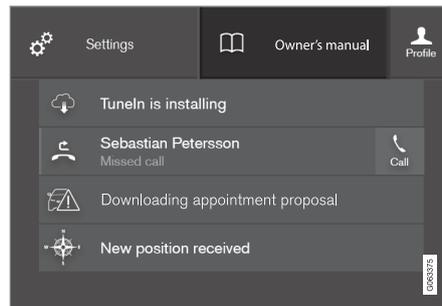 Settings
Owner's manual
Profile
TuneIn is installing
Sebastian Petersson
Missed call
Call
Downloading appointment proposal
New position received
G063375